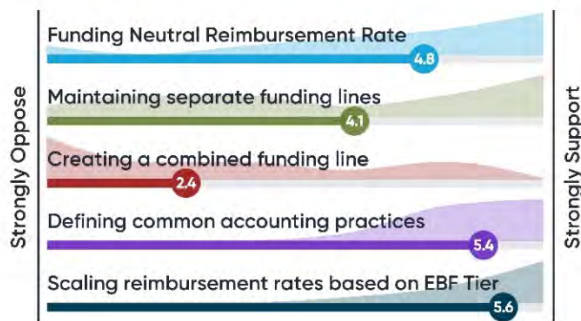 Strongly Oppose
Funding Neutral Reimbursement Rate
4.8
Maintaining separate funding lines
4.1
Creating a combined funding line
2.4
Defining common accounting practices
5.4
Scaling reimbursement rates based on EBF Tier
5.6
Strongly Support